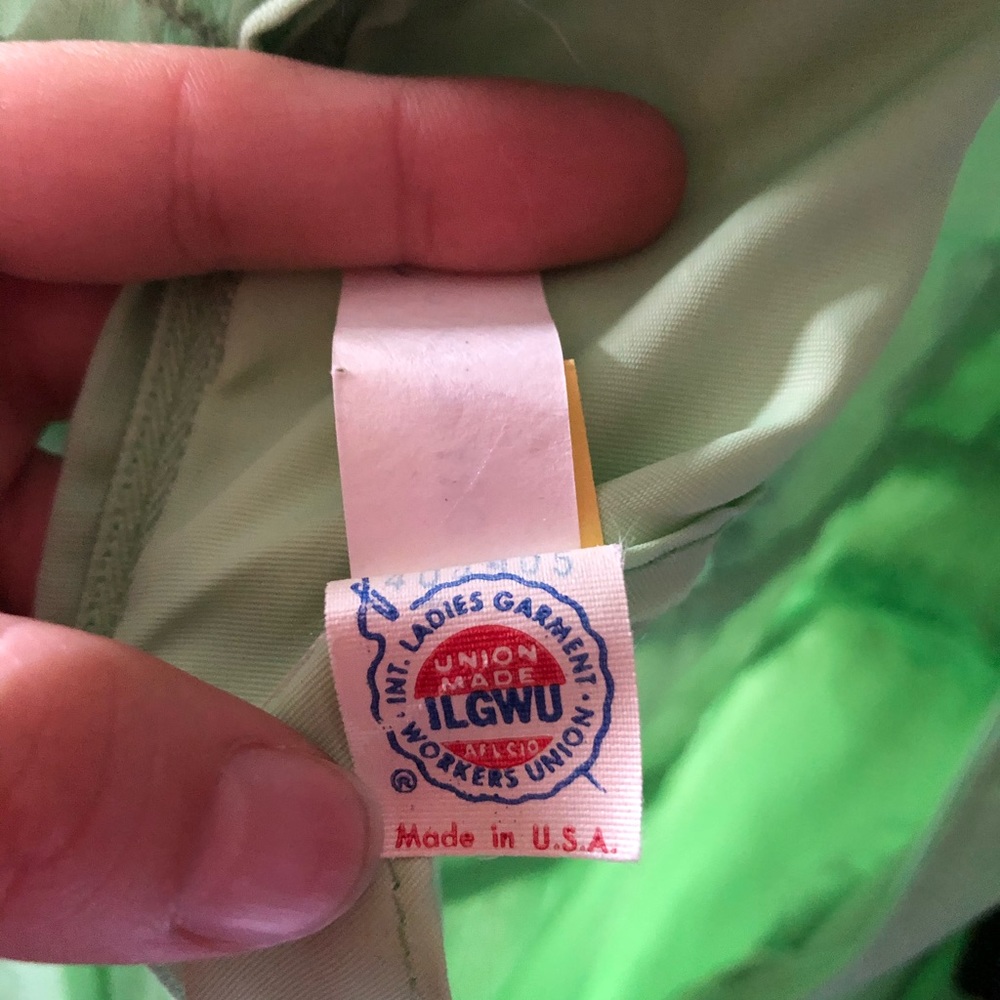 INT. LADIES GARMENT
UNION
MADE
ILGWU
AFL CIO
WORKERS UNION
®
Made in U.S.A.